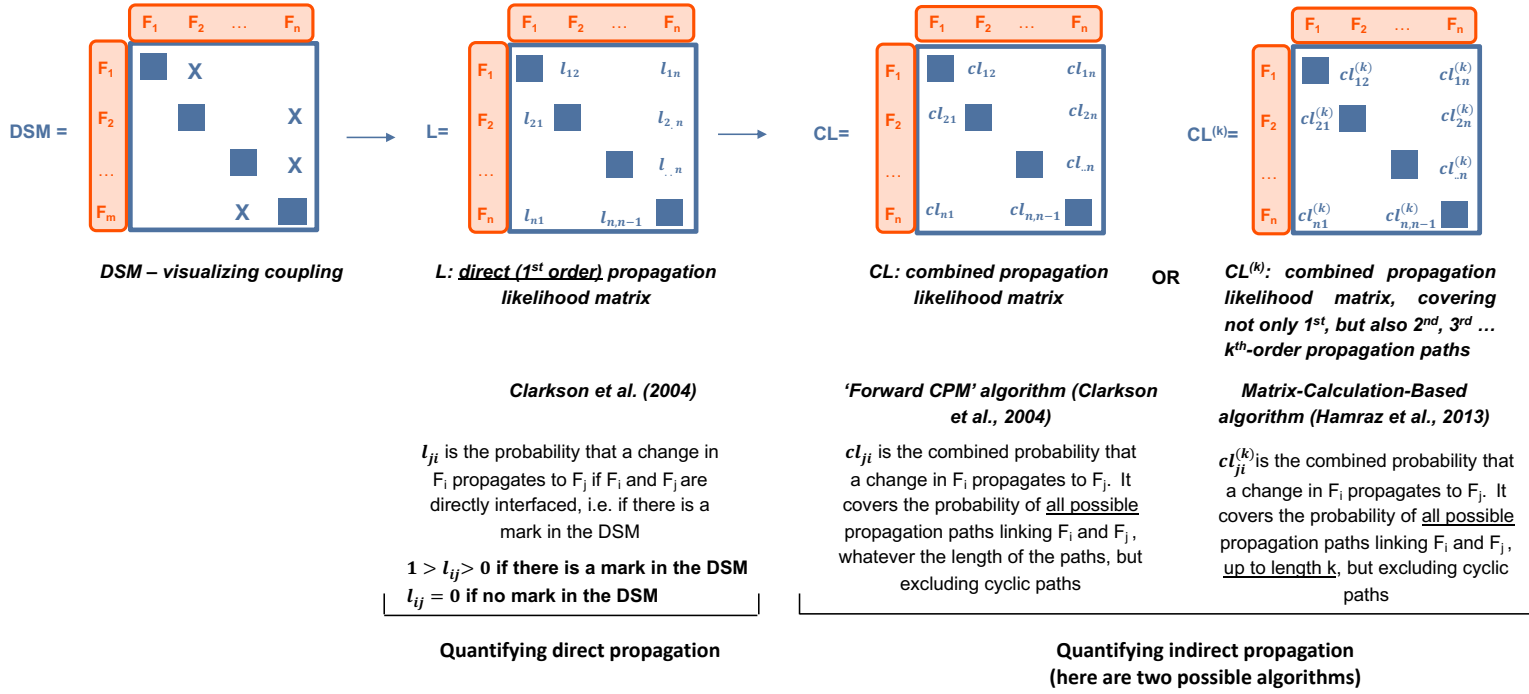 F1 F2 … Fn
F1 F2 … Fn
F1 F2 … Fn
F1 F2 … Fn
DSM =
F1 X
F2 X
… X
Fm X
L=
F1 l12 l1n
F2 l21 l2,n
… l..n
Fn ln1 ln,n−1
CL=
F1 cl12 cl1n
F2 cl21 cl2n
… cl..n
Fn cln1 cln,n−1
CL(k)=
F1 cl12(k) cl1n(k)
F2 cl21(k) cl2n(k)
… cl..n(k)
Fn cln1(k) cln,n−1(k)
DSM – visualizing coupling
L: direct (1st order) propagation
likelihood matrix
CL: combined propagation
likelihood matrix
OR
CL(k): combined propagation
likelihood matrix, covering
not only 1st, but also 2nd, 3rd …
kth-order propagation paths
Clarkson et al. (2004)
lji is the probability that a change in
Fi propagates to Fj if Fi and Fj are
directly interfaced, i.e. if there is a
mark in the DSM
1 > lij > 0 if there is a mark in the DSM
lij = 0 if no mark in the DSM
Quantifying direct propagation
‘Forward CPM’ algorithm (Clarkson
et al., 2004)
clji is the combined probability that
a change in Fi propagates to Fj. It
covers the probability of all possible
propagation paths linking Fi and Fj ,
whatever the length of the paths, but
excluding cyclic paths
Matrix-Calculation-Based
algorithm (Hamraz et al., 2013)
clji(k) is the combined probability that
a change in Fi propagates to Fj. It
covers the probability of all possible
propagation paths linking Fi and Fj ,
up to length k, but excluding cyclic
paths
Quantifying indirect propagation
(here are two possible algorithms)